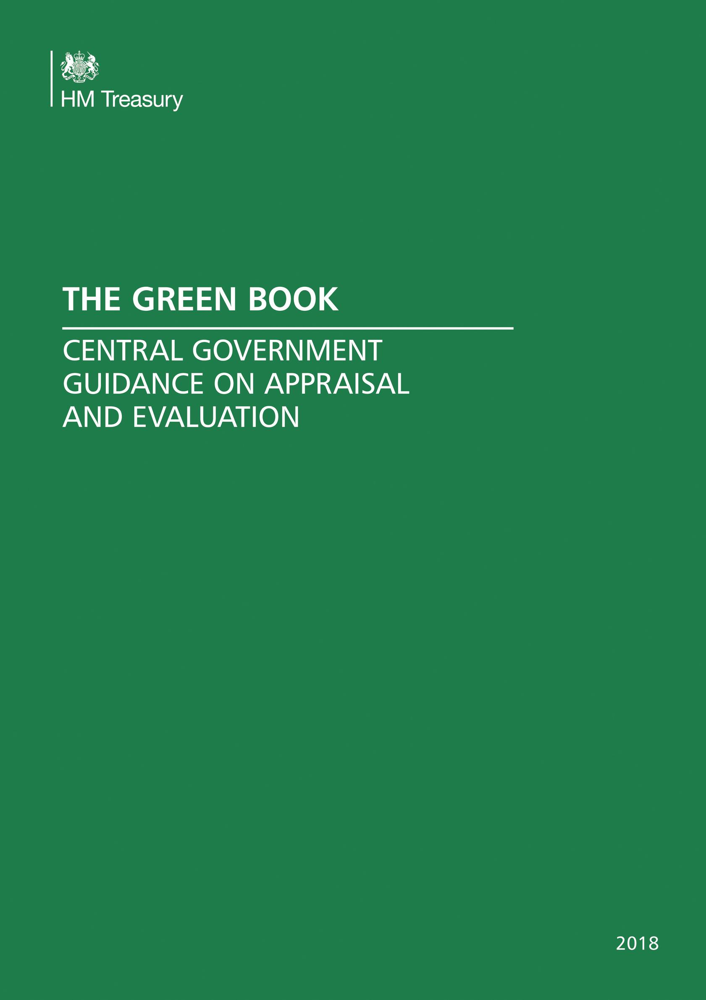 HM Treasury
THE GREEN BOOK
CENTRAL GOVERNMENT
GUIDANCE ON APPRAISAL
AND EVALUATION
2018